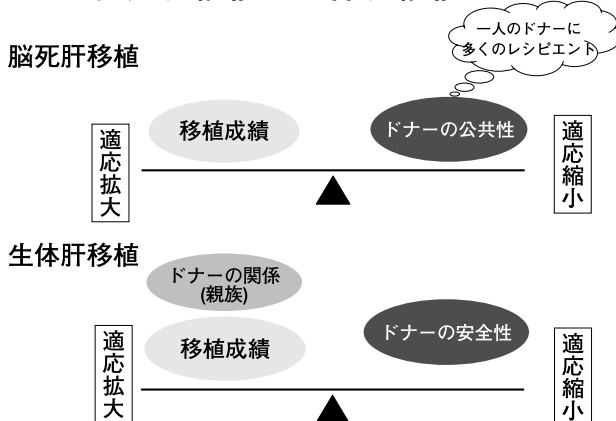 一人のドナーに
多くのレシピエント
脳死肝移植
移植成績
ドナーの公共性
適応拡大
適応縮小
生体肝移植
ドナーの関係
(親族)
移植成績
ドナーの安全性
適応拡大
適応縮小